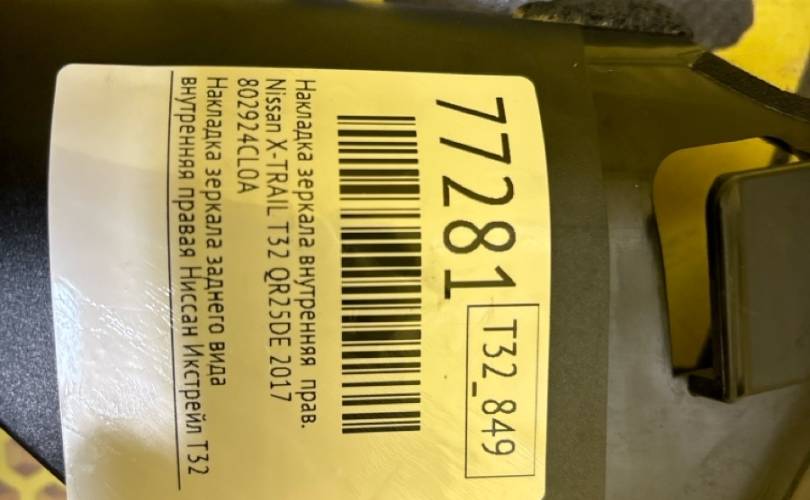 77281
T32_849
Накладка зеркала внутренняя прав.
Nissan X-TRAIL T32 QR25DE 2017
802924CL0A
Накладка зеркала заднего вида
внутренняя правая Ниссан Икстрейл Т32